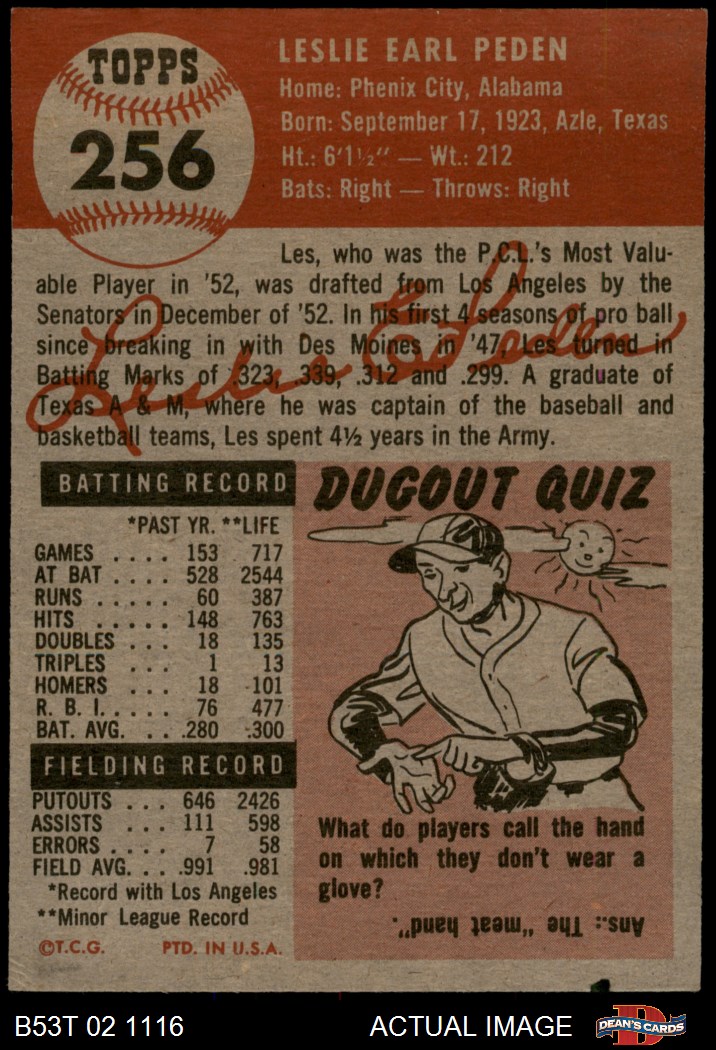 TOPPS
256
LESLIE EARL PEDEN
Home: Phenix City, Alabama
Born: September 17, 1923, Azle, Texas
Ht.: 6'1½" — Wt.: 212
Bats: Right — Throws: Right
Les, who was the P.C.L.'s Most Valu-
able Player in '52, was drafted from Los Angeles by the
Senators in December of '52. In his first 4 seasons of pro ball
since breaking in with Des Moines in '47, Les turned in
Batting Marks of .323, .339, .312 and .299. A graduate of
Texas A & M, where he was captain of the baseball and
basketball teams, Les spent 4½ years in the Army.
Leslie E. Peden
BATTING RECORD
*PAST YR. **LIFE
GAMES .... 153 717
AT BAT .... 528 2544
RUNS ..... 60 387
HITS ..... 148 763
DOUBLES ... 18 135
TRIPLES .... 1 13
HOMERS ... 18 101
R. B. I. .... 76 477
BAT. AVG. .. .280 .300
FIELDING RECORD
PUTOUTS ... 646 2426
ASSISTS .... 111 598
ERRORS .... 7 58
FIELD AVG. .. .991 .981
*Record with Los Angeles
**Minor League Record
©T.C.G. PTD. IN U.S.A.
DUGOUT QUIZ
What do players call the hand
on which they don't wear a
glove?
Ans.: The "meat hand".
B53T 02 1116 ACTUAL IMAGE
D
DEAN'S CARDS